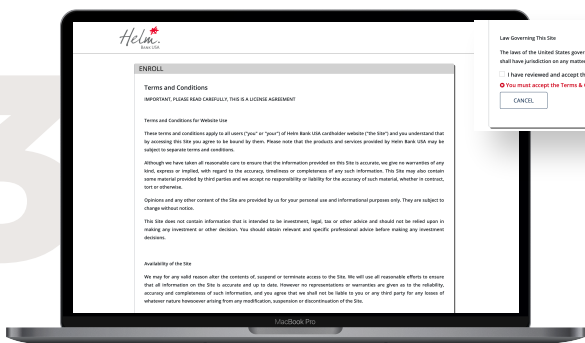 3
Helm.
BANK USA
ENROLL
Terms and Conditions
IMPORTANT, PLEASE READ CAREFULLY, THIS IS A LICENSE AGREEMENT
Terms and Conditions for Website Use
These terms and conditions apply to all users ("you" or "your") of Helm Bank USA cardholder website ("the Site") and you understand that
by accessing this Site you agree to be bound by them. Please note that the products and services provided by Helm Bank USA may be
subject to separate terms and conditions.
Although we have taken all reasonable care to ensure that the information provided on this Site is accurate, we give no warranties of any
kind, express or implied, with regard to the accuracy, timeliness or completeness of any such information. This Site may also contain
some material provided by third parties and we accept no responsibility or liability for the accuracy of such material, whether in contract,
tort or otherwise.
Opinions and any other content of the Site are provided by us for your personal use and informational purposes only. They are subject to
change without notice.
This Site does not contain information that is intended to be investment, legal, tax or other advice and should not be relied upon in
making any investment or other decision. You should obtain relevant and specific professional advice before making any investment
decisions.
Availability of the Site
We may for any valid reason alter the contents of, suspend or terminate access to the Site. We will use all reasonable efforts to ensure
that all information on the Site is accurate and up to date. However no representations or warranties are given as to the reliability,
accuracy and completeness of such information, and you agree that we shall not be liable to you or any third party for any losses of
whatever nature howsoever arising from any modification, suspension or discontinuation of the Site.
MacBook Pro
Law Governing This Site
The laws of the United States gover
shall have jurisdiction on any matte
I have reviewed and accept th
You must accept the Terms &
CANCEL